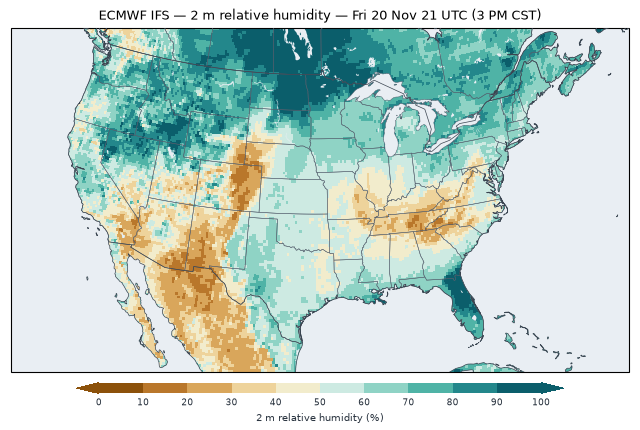 ECMWF IFS — 2 m relative humidity — Fri 20 Nov 21 UTC (3 PM CST)
0 10 20 30 40 50 60 70 80 90 100
2 m relative humidity (%)